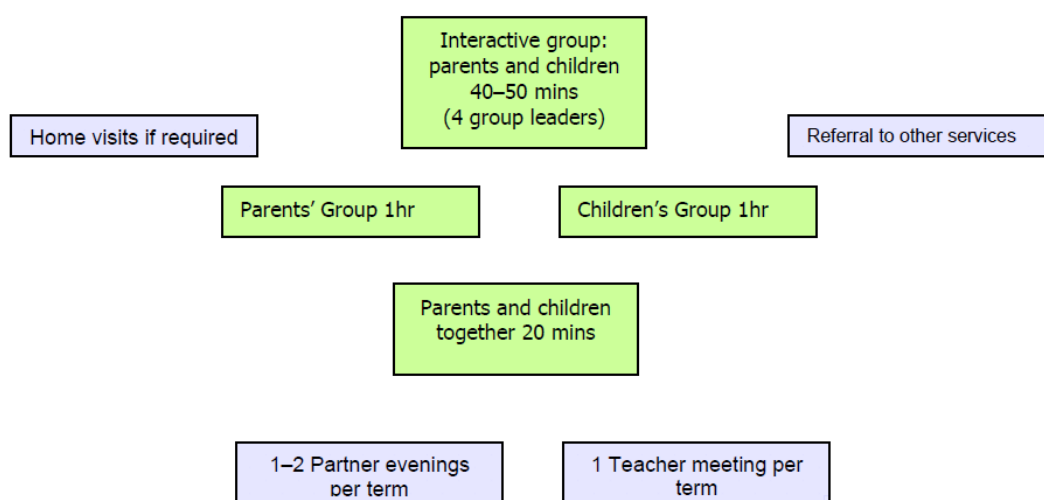 Interactive group:
parents and children
40–50 mins
(4 group leaders)
Home visits if required
Referral to other services
Parents’ Group 1hr
Children’s Group 1hr
Parents and children
together 20 mins
1–2 Partner evenings
per term
1 Teacher meeting per
term